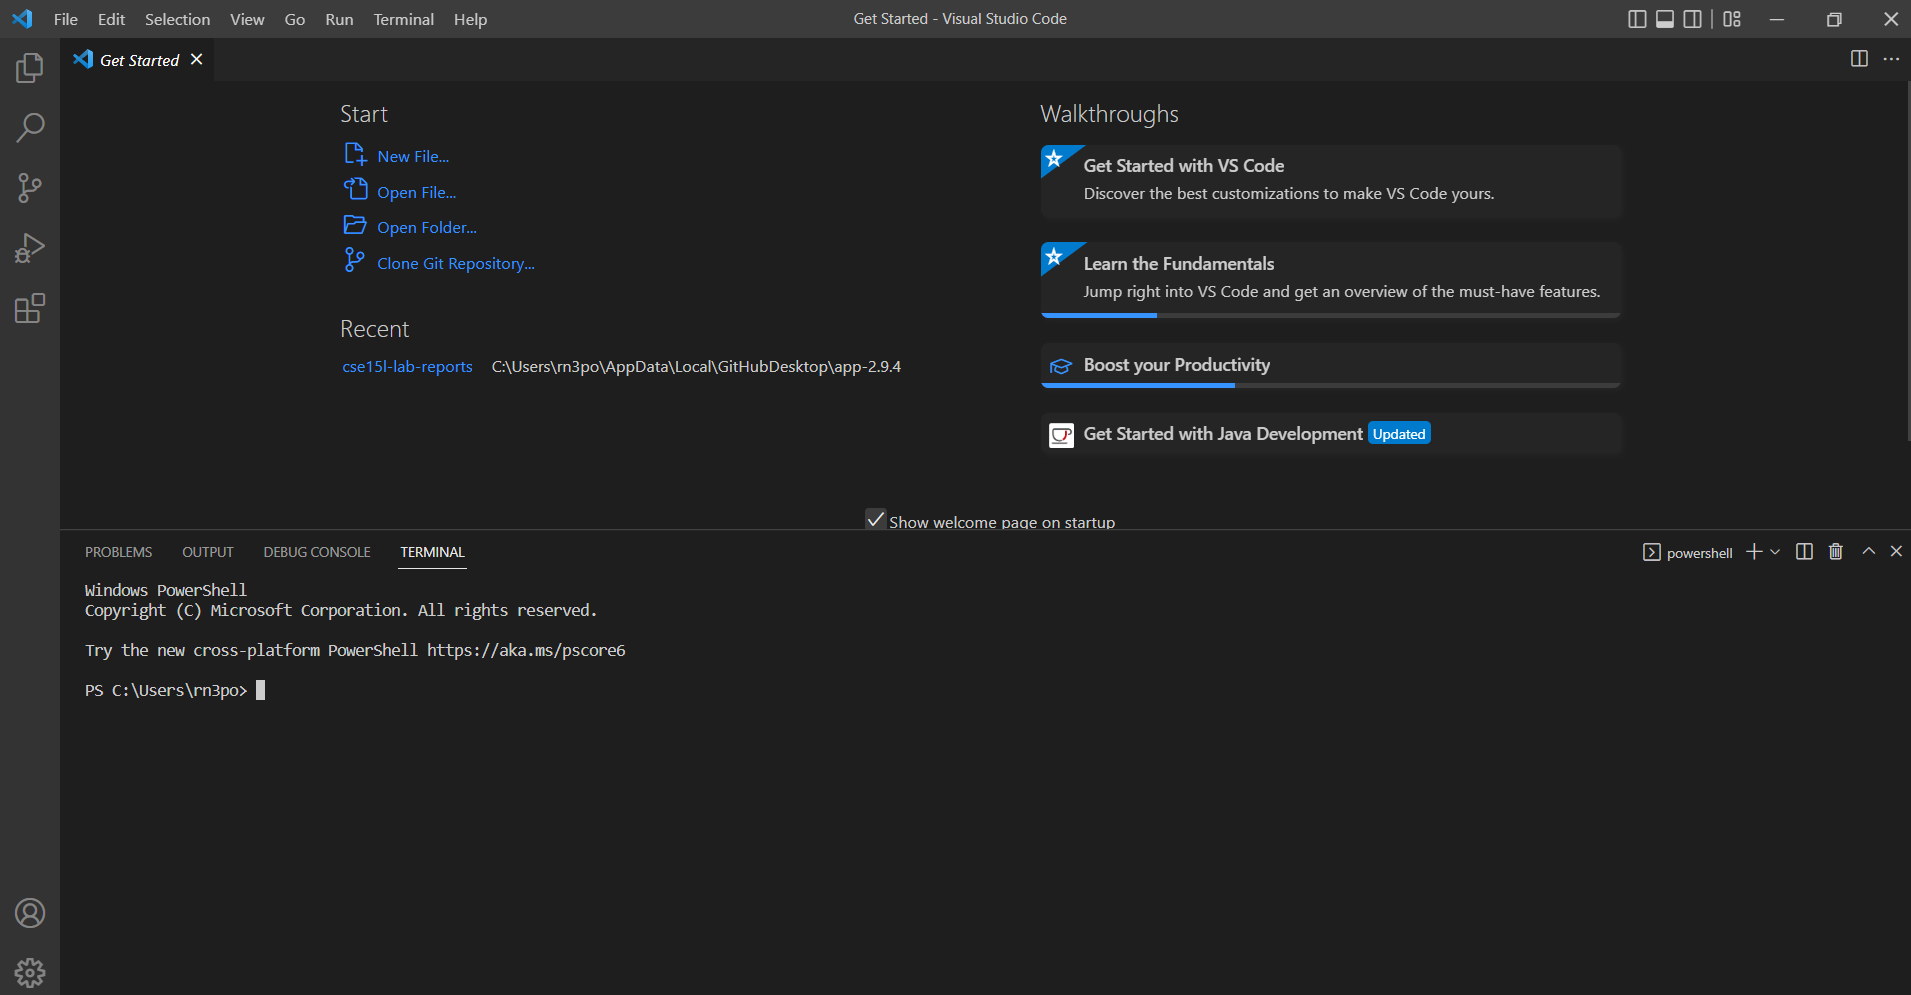 File Edit Selection View Go Run Terminal Help
Get Started - Visual Studio Code
Get Started
Start
New File...
Open File...
Open Folder...
Clone Git Repository...
Recent
cse15l-lab-reports C:\Users\rn3po\AppData\Local\GitHubDesktop\app-2.9.4
Walkthroughs
Get Started with VS Code
Discover the best customizations to make VS Code yours.
Learn the Fundamentals
Jump right into VS Code and get an overview of the must-have features.
Boost your Productivity
Get Started with Java Development Updated
Show welcome page on startup
PROBLEMS OUTPUT DEBUG CONSOLE TERMINAL
powershell
Windows PowerShell
Copyright (C) Microsoft Corporation. All rights reserved.
Try the new cross-platform PowerShell https://aka.ms/pscore6
PS C:\Users\rn3po>